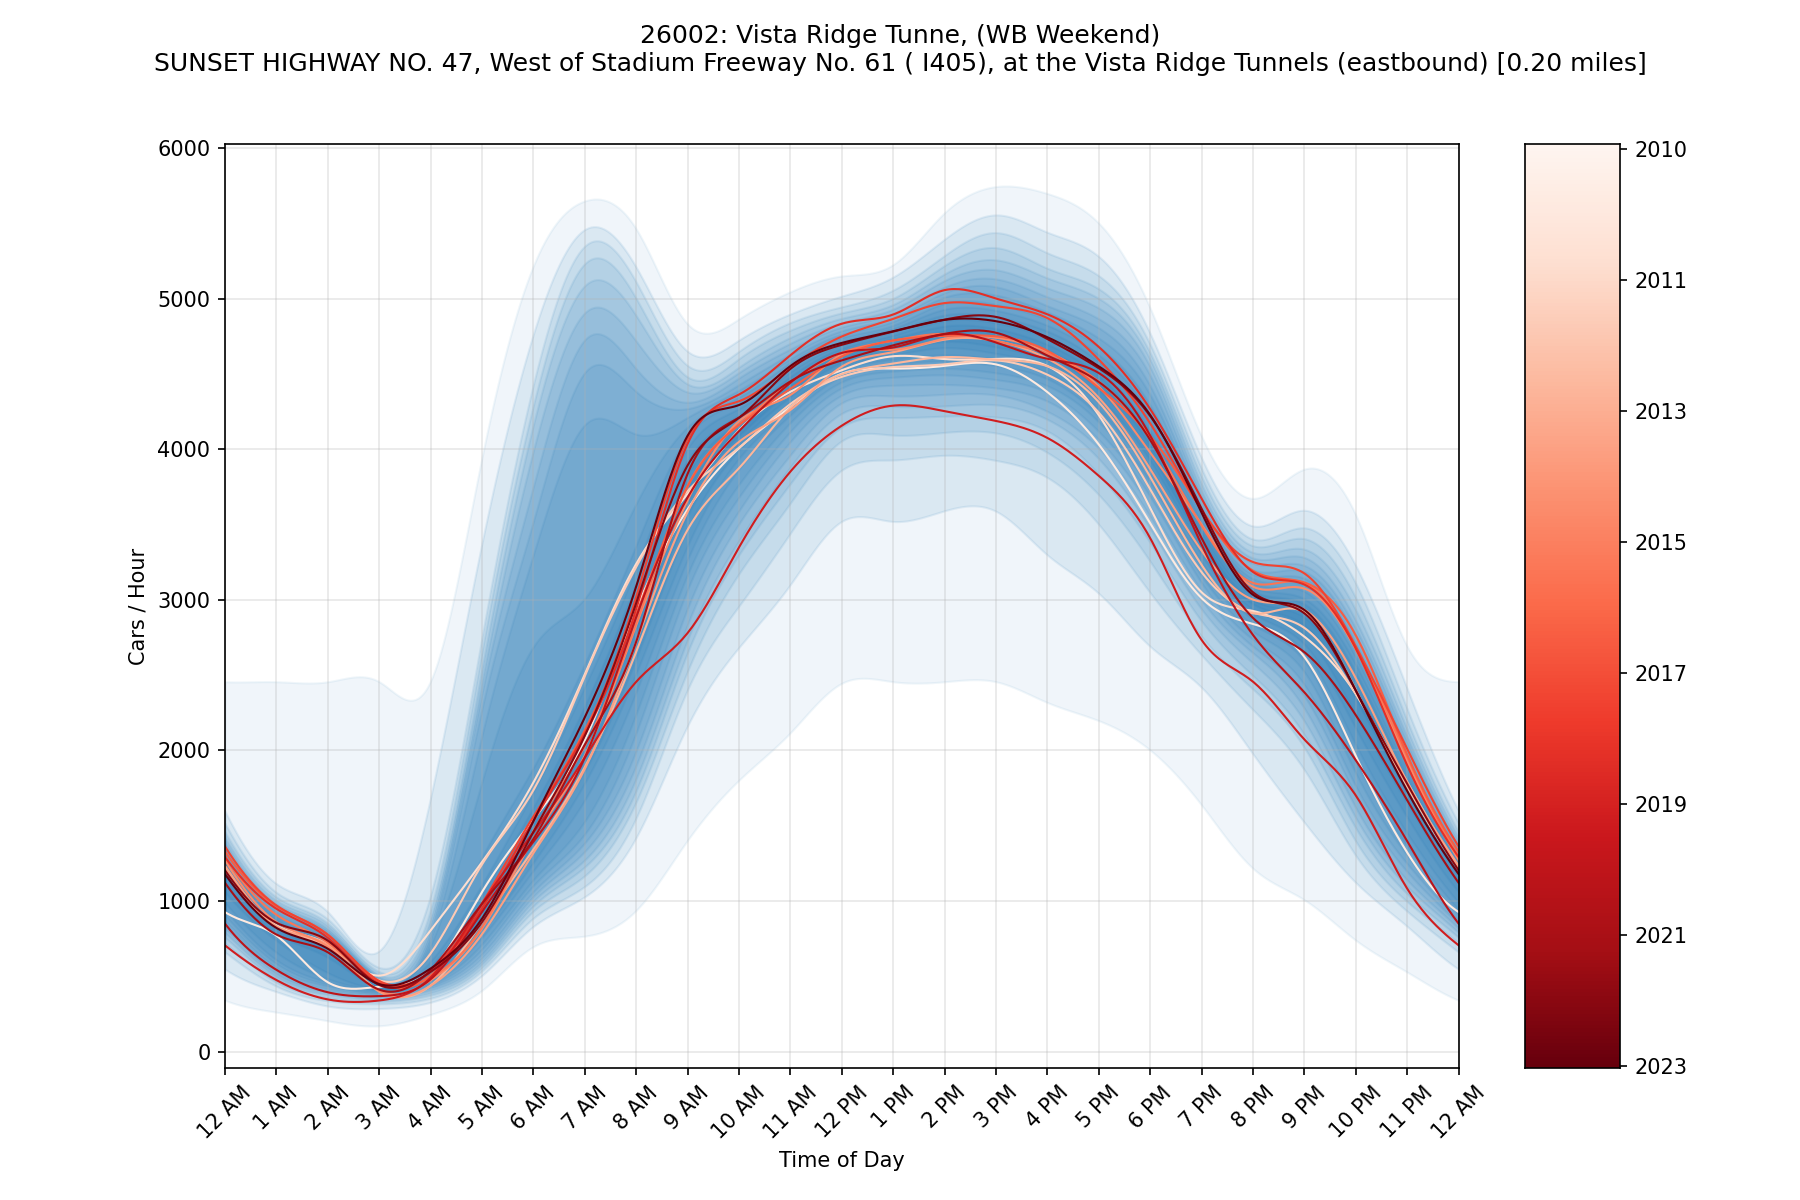 26002: Vista Ridge Tunne, (WB Weekend)
SUNSET HIGHWAY NO. 47, West of Stadium Freeway No. 61 ( I405), at the Vista Ridge Tunnels (eastbound) [0.20 miles]
6000
5000
4000
3000
2000
1000
0
Cars / Hour
12 AM
1 AM
2 AM
3 AM
4 AM
5 AM
6 AM
7 AM
8 AM
9 AM
10 AM
11 AM
12 PM
1 PM
2 PM
3 PM
4 PM
5 PM
6 PM
7 PM
8 PM
9 PM
10 PM
11 PM
12 AM
Time of Day
2010
2011
2013
2015
2017
2019
2021
2023